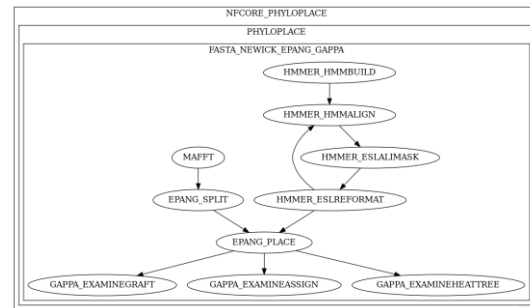 NFCORE_PHYLOPLACE
PHYLOPLACE
FASTA_NEWICK_EPANG_GAPPA
HMMER_HMMBUILD
HMMER_HMMALIGN
MAFFT
HMMER_ESLALIMASK
EPANG_SPLIT
HMMER_ESLREFORMAT
EPANG_PLACE
GAPPA_EXAMINEGRAFT
GAPPA_EXAMINEASSIGN
GAPPA_EXAMINEHEATTREE